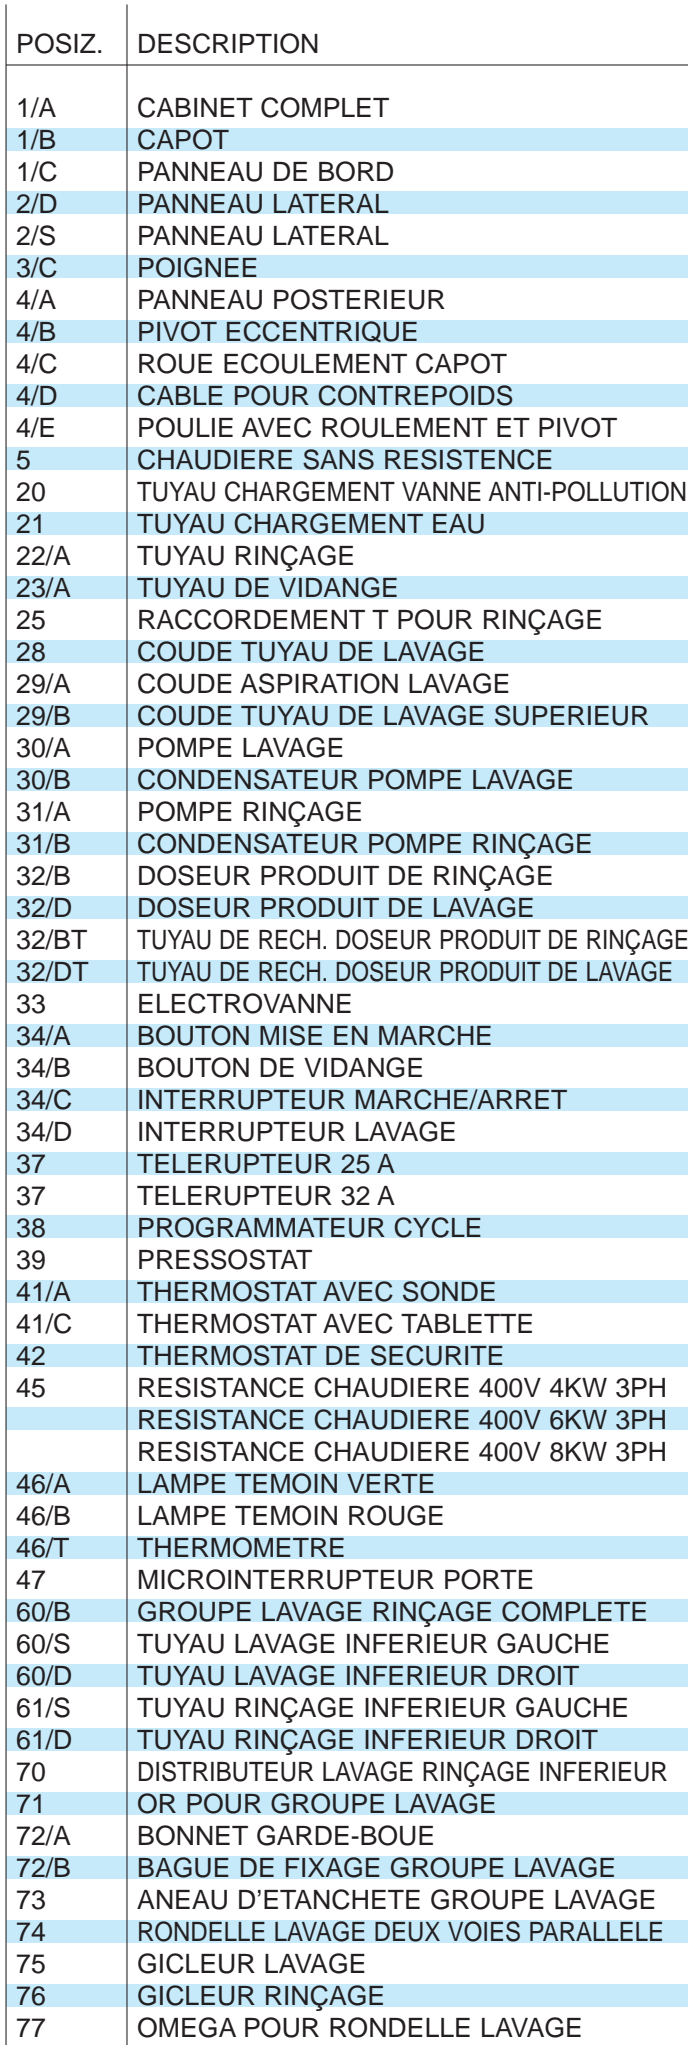 POSIZ. DESCRIPTION
1/A CABINET COMPLET
1/B CAPOT
1/C PANNEAU DE BORD
2/D PANNEAU LATERAL
2/S PANNEAU LATERAL
3/C POIGNEE
4/A PANNEAU POSTERIEUR
4/B PIVOT ECCENTRIQUE
4/C ROUE ECOULEMENT CAPOT
4/D CABLE POUR CONTREPOIDS
4/E POULIE AVEC ROULEMENT ET PIVOT
5 CHAUDIERE SANS RESISTENCE
20 TUYAU CHARGEMENT VANNE ANTI-POLLUTION
21 TUYAU CHARGEMENT EAU
22/A TUYAU RINÇAGE
23/A TUYAU DE VIDANGE
25 RACCORDEMENT T POUR RINÇAGE
28 COUDE TUYAU DE LAVAGE
29/A COUDE ASPIRATION LAVAGE
29/B COUDE TUYAU DE LAVAGE SUPERIEUR
30/A POMPE LAVAGE
30/B CONDENSATEUR POMPE LAVAGE
31/A POMPE RINÇAGE
31/B CONDENSATEUR POMPE RINÇAGE
32/B DOSEUR PRODUIT DE RINÇAGE
32/D DOSEUR PRODUIT DE LAVAGE
32/BT TUYAU DE RECH. DOSEUR PRODUIT DE RINÇAGE
32/DT TUYAU DE RECH. DOSEUR PRODUIT DE LAVAGE
33 ELECTROVANNE
34/A BOUTON MISE EN MARCHE
34/B BOUTON DE VIDANGE
34/C INTERRUPTEUR MARCHE/ARRET
34/D INTERRUPTEUR LAVAGE
37 TELERUPTEUR 25 A
37 TELERUPTEUR 32 A
38 PROGRAMMATEUR CYCLE
39 PRESSOSTAT
41/A THERMOSTAT AVEC SONDE
41/C THERMOSTAT AVEC TABLETTE
42 THERMOSTAT DE SECURITE
45 RESISTANCE CHAUDIERE 400V 4KW 3PH
RESISTANCE CHAUDIERE 400V 6KW 3PH
RESISTANCE CHAUDIERE 400V 8KW 3PH
46/A LAMPE TEMOIN VERTE
46/B LAMPE TEMOIN ROUGE
46/T THERMOMETRE
47 MICROINTERRUPTEUR PORTE
60/B GROUPE LAVAGE RINÇAGE COMPLETE
60/S TUYAU LAVAGE INFERIEUR GAUCHE
60/D TUYAU LAVAGE INFERIEUR DROIT
61/S TUYAU RINÇAGE INFERIEUR GAUCHE
61/D TUYAU RINÇAGE INFERIEUR DROIT
70 DISTRIBUTEUR LAVAGE RINÇAGE INFERIEUR
71 OR POUR GROUPE LAVAGE
72/A BONNET GARDE-BOUE
72/B BAGUE DE FIXAGE GROUPE LAVAGE
73 ANEAU D'ETANCHETE GROUPE LAVAGE
74 RONDELLE LAVAGE DEUX VOIES PARALLELE
75 GICLEUR LAVAGE
76 GICLEUR RINÇAGE
77 OMEGA POUR RONDELLE LAVAGE